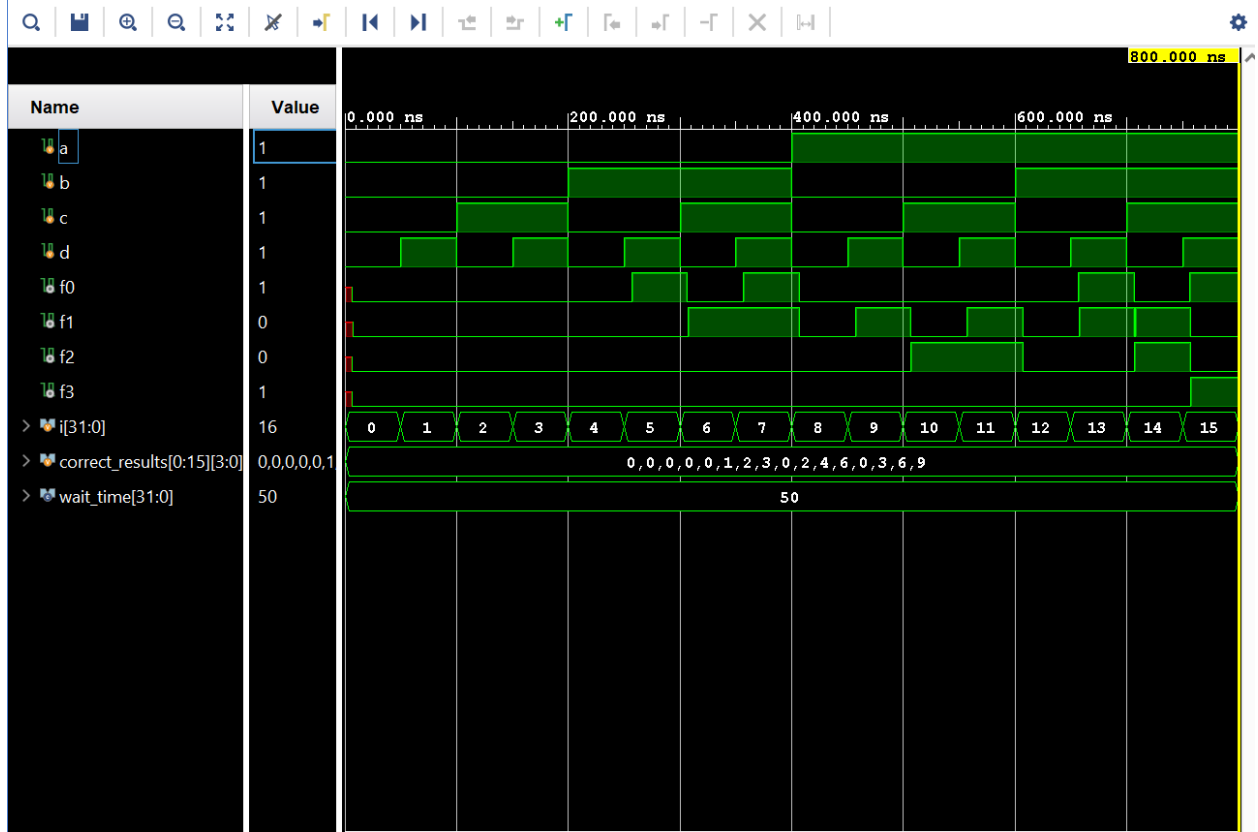 800.000 ns
Name Value
0.000 ns 200.000 ns 400.000 ns 600.000 ns
a 1
b 1
c 1
d 1
f0 1
f1 0
f2 0
f3 1
i[31:0] 16 0 1 2 3 4 5 6 7 8 9 10 11 12 13 14 15
correct_results[0:15][3:0] 0,0,0,0,0,1 0,0,0,0,0,1,2,3,0,2,4,6,0,3,6,9
wait_time[31:0] 50 50